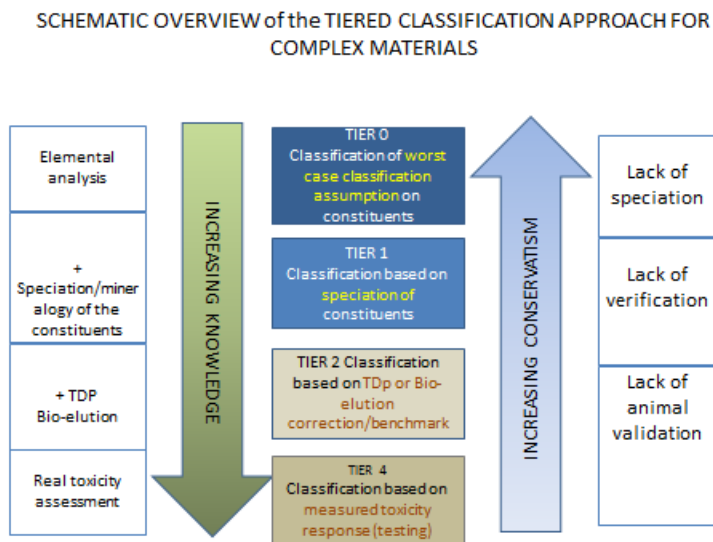 SCHEMATIC OVERVIEW of the TIERED CLASSIFICATION APPROACH FOR
COMPLEX MATERIALS
Elemental
analysis
+
Speciation/miner
alogy of the
constituents
+ TDP
Bio-elution
Real toxicity
assessment
INCREASING KNOWLEDGE
TIER 0
Classification of worst
case classification
assumption on
constituents
TIER 1
Classification based on
speciation of
constituents
TIER 2 Classification
based on TDp or Bio-
elution
correction/benchmark
TIER 4
Classification based on
measured toxicity
response (testing)
INCREASING CONSERVATISM
Lack of
speciation
Lack of
verification
Lack of
animal
validation